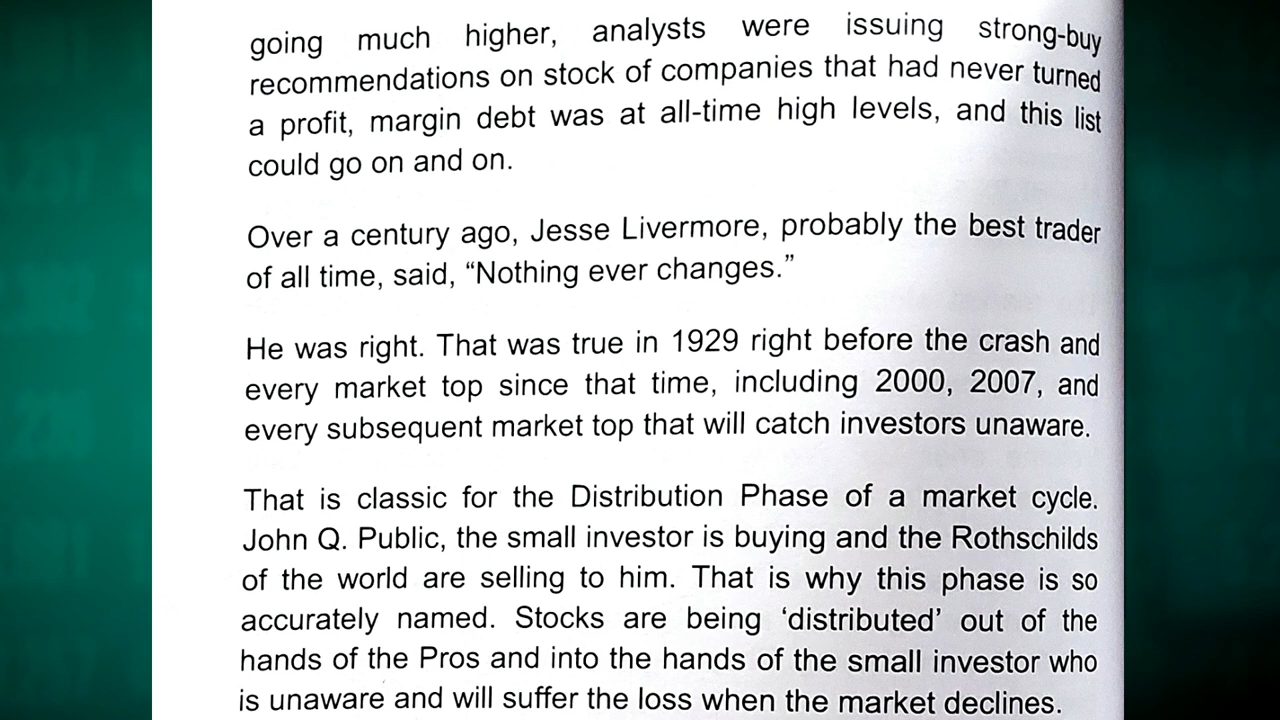 going much higher, analysts were issuing strong-buy
recommendations on stock of companies that had never turned
a profit, margin debt was at all-time high levels, and this list
could go on and on.
Over a century ago, Jesse Livermore, probably the best trader
of all time, said, “Nothing ever changes.”
He was right. That was true in 1929 right before the crash and
every market top since that time, including 2000, 2007, and
every subsequent market top that will catch investors unaware.
That is classic for the Distribution Phase of a market cycle.
John Q. Public, the small investor is buying and the Rothschilds
of the world are selling to him. That is why this phase is so
accurately named. Stocks are being ‘distributed’ out of the
hands of the Pros and into the hands of the small investor who
is unaware and will suffer the loss when the market declines.